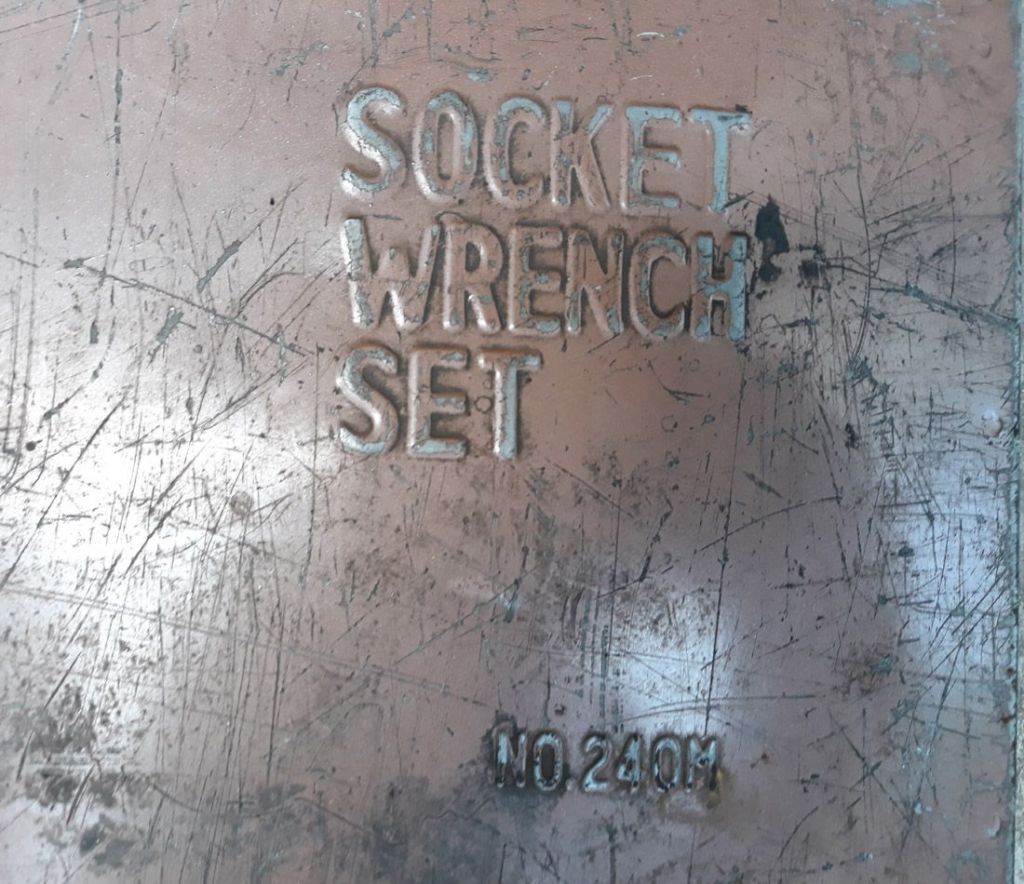 SOCKET
WRENCH
SET
NO.240M